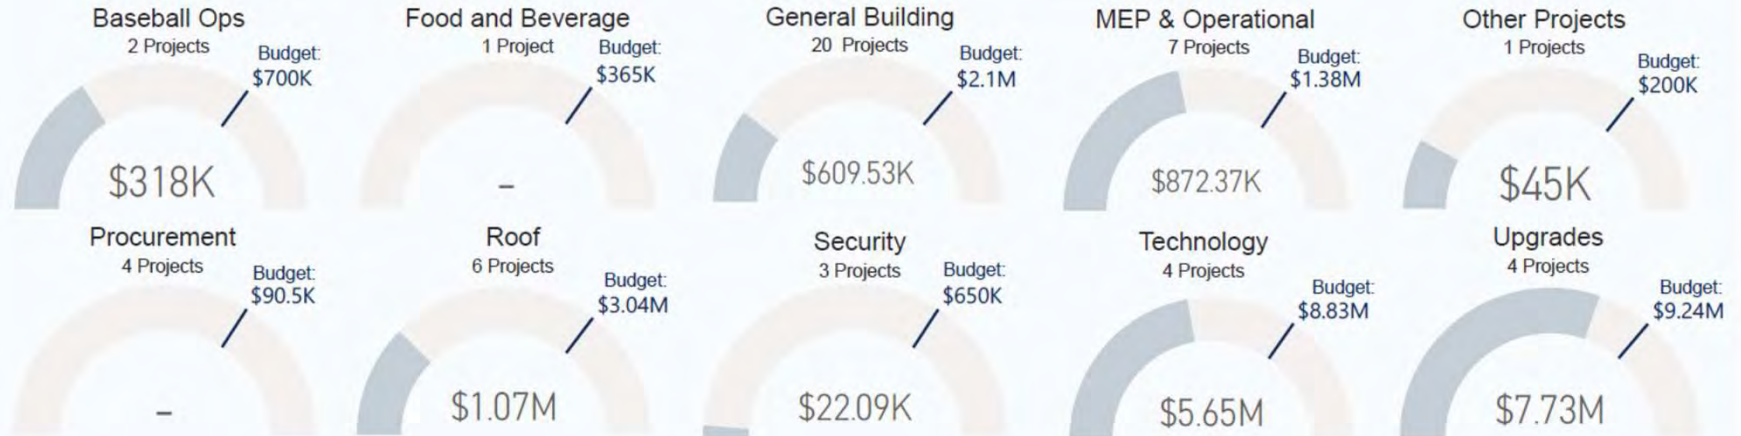 Baseball Ops
2 Projects
Budget:
$700K
$318K
Food and Beverage
1 Project
Budget:
$365K
–
General Building
20 Projects
Budget:
$2.1M
$609.53K
MEP & Operational
7 Projects
Budget:
$1.38M
$872.37K
Other Projects
1 Projects
Budget:
$200K
$45K
Procurement
4 Projects
Budget:
$90.5K
–
Roof
6 Projects
Budget:
$3.04M
$1.07M
Security
3 Projects
Budget:
$650K
$22.09K
Technology
4 Projects
Budget:
$8.83M
$5.65M
Upgrades
4 Projects
Budget:
$9.24M
$7.73M